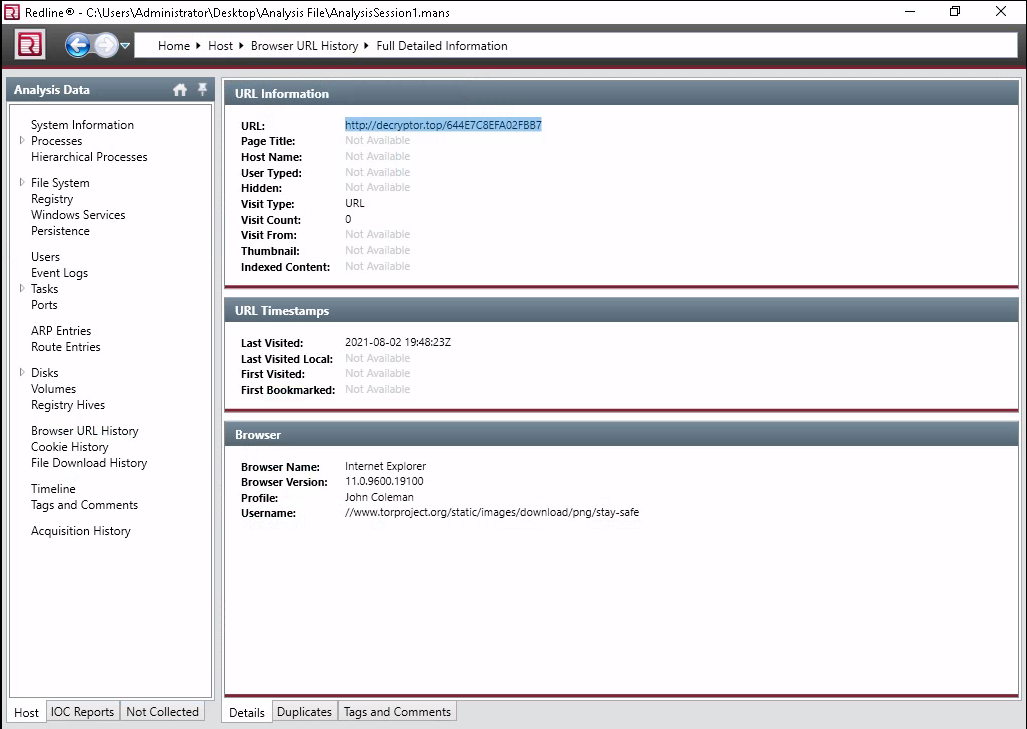 Redline® - C:\Users\Administrator\Desktop\Analysis File\AnalysisSession1.mans
Home Host Browser URL History Full Detailed Information
Analysis Data
System Information
Processes
Hierarchical Processes
File System
Registry
Windows Services
Persistence
Users
Event Logs
Tasks
Ports
ARP Entries
Route Entries
Disks
Volumes
Registry Hives
Browser URL History
Cookie History
File Download History
Timeline
Tags and Comments
Acquisition History
Host IOC Reports Not Collected
URL Information
URL: http://decryptor.top/644E7C8EFA02FBB7
Page Title: Not Available
Host Name: Not Available
User Typed: Not Available
Hidden: Not Available
Visit Type: URL
Visit Count: 0
Visit From: Not Available
Thumbnail: Not Available
Indexed Content: Not Available
URL Timestamps
Last Visited: 2021-08-02 19:48:23Z
Last Visited Local: Not Available
First Visited: Not Available
First Bookmarked: Not Available
Browser
Browser Name: Internet Explorer
Browser Version: 11.0.9600.19100
Profile: John Coleman
Username: //www.torproject.org/static/images/download/png/stay-safe
Details Duplicates Tags and Comments